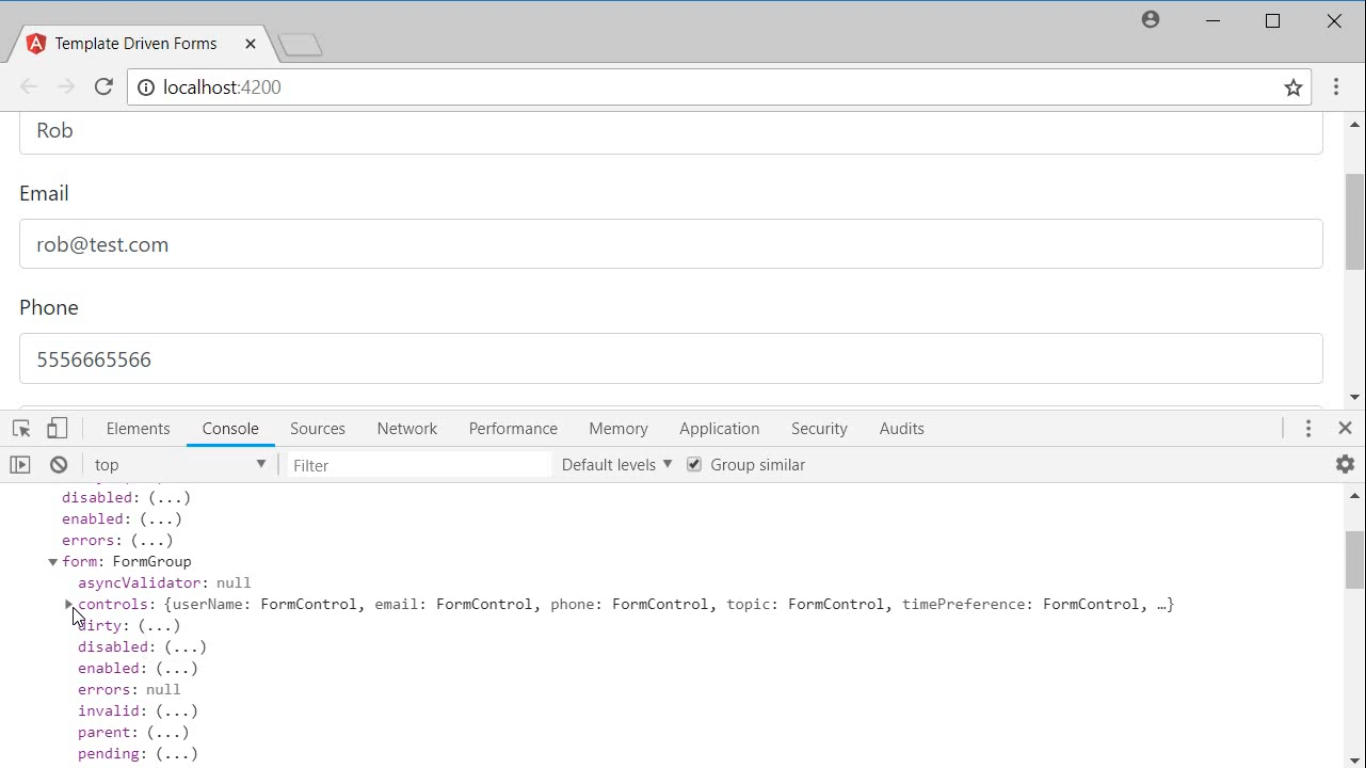 Template Driven Forms
localhost:4200
Rob
Email
rob@test.com
Phone
5556665566
Elements Console Sources Network Performance Memory Application Security Audits
top Filter Default levels Group similar
disabled: (...)
enabled: (...)
errors: (...)
form: FormGroup
asyncValidator: null
controls: {userName: FormControl, email: FormControl, phone: FormControl, topic: FormControl, timePreference: FormControl, …}
dirty: (...)
disabled: (...)
enabled: (...)
errors: null
invalid: (...)
parent: (...)
pending: (...)